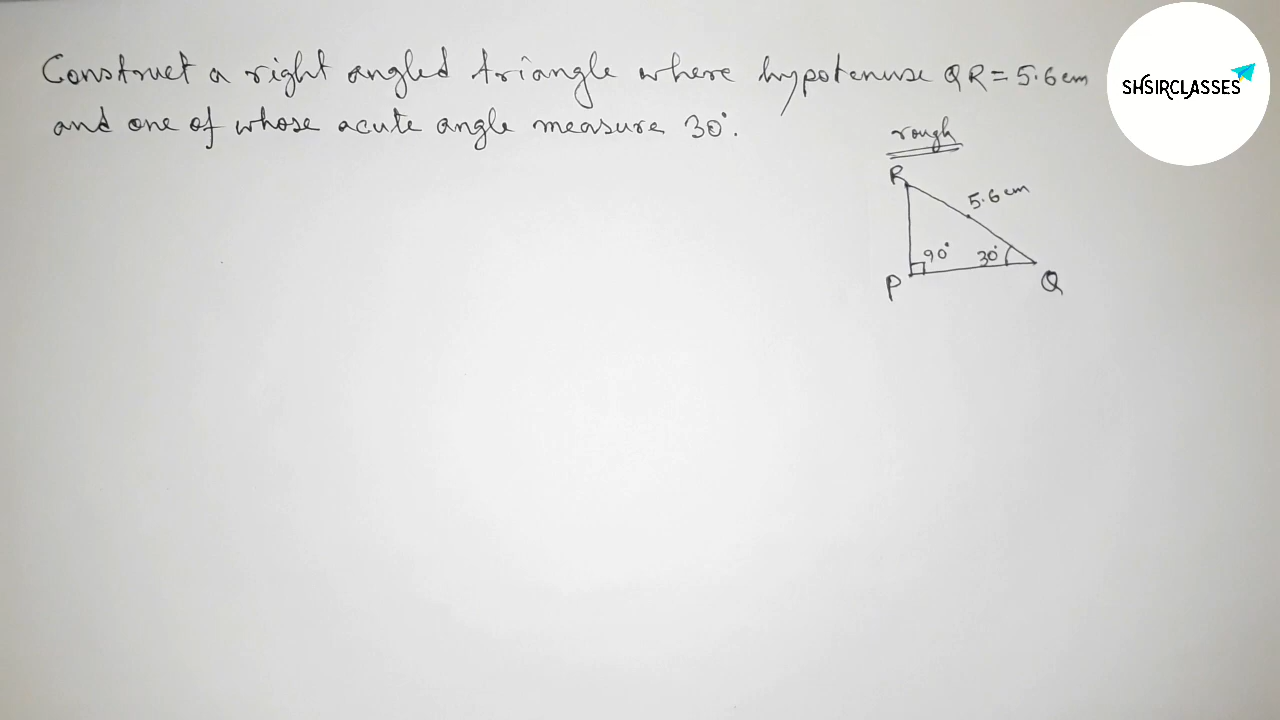 Construct a right angled triangle where hypotenuse QR = 5.6 cm
and one of whose acute angle measure 30°.
SHSIRCLASSES
rough
R
5.6 cm
90°
30°
P
Q